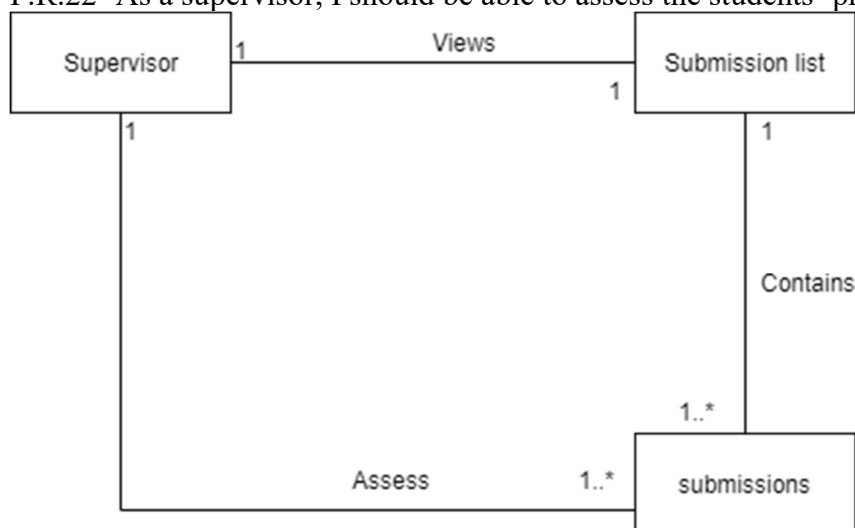 F.R.22- As a supervisor, I should be able to assess the students'
Supervisor 1 Views Submission list
1
1 1
Contains
1..*
Assess 1..* submissions